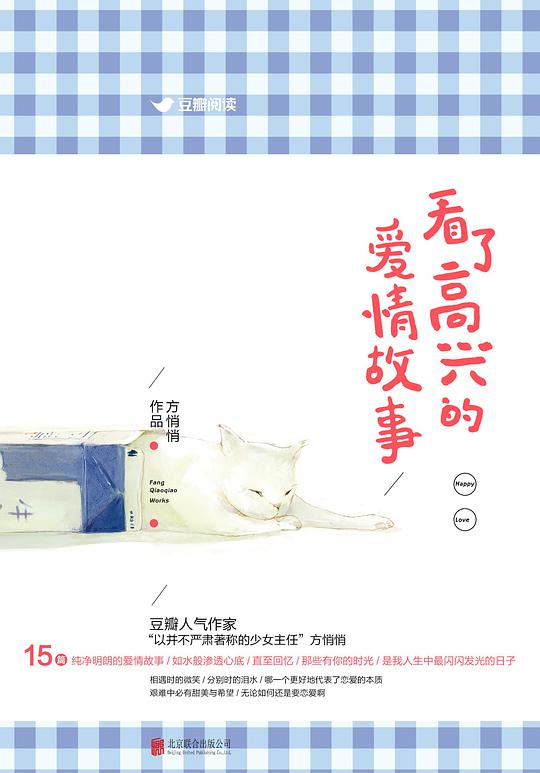 豆瓣阅读
看了高兴的
爱情故事
方悄悄
作品
Fang
Qiaoqiao
Works
Happy
Love
豆瓣人气作家
“以并不严肃著称的少女主任”方悄悄
15篇 纯净明朗的爱情故事 / 如水般渗透心底 / 直至回忆 / 那些有你的时光 / 是我人生中最闪闪发光的日子
相遇时的微笑 / 分别时的泪水 / 哪一个更好地代表了恋爱的本质
艰难中必有甜美与希望 / 无论如何还是要恋爱啊
北京联合出版公司
Beijing United Publishing Co.,Ltd.